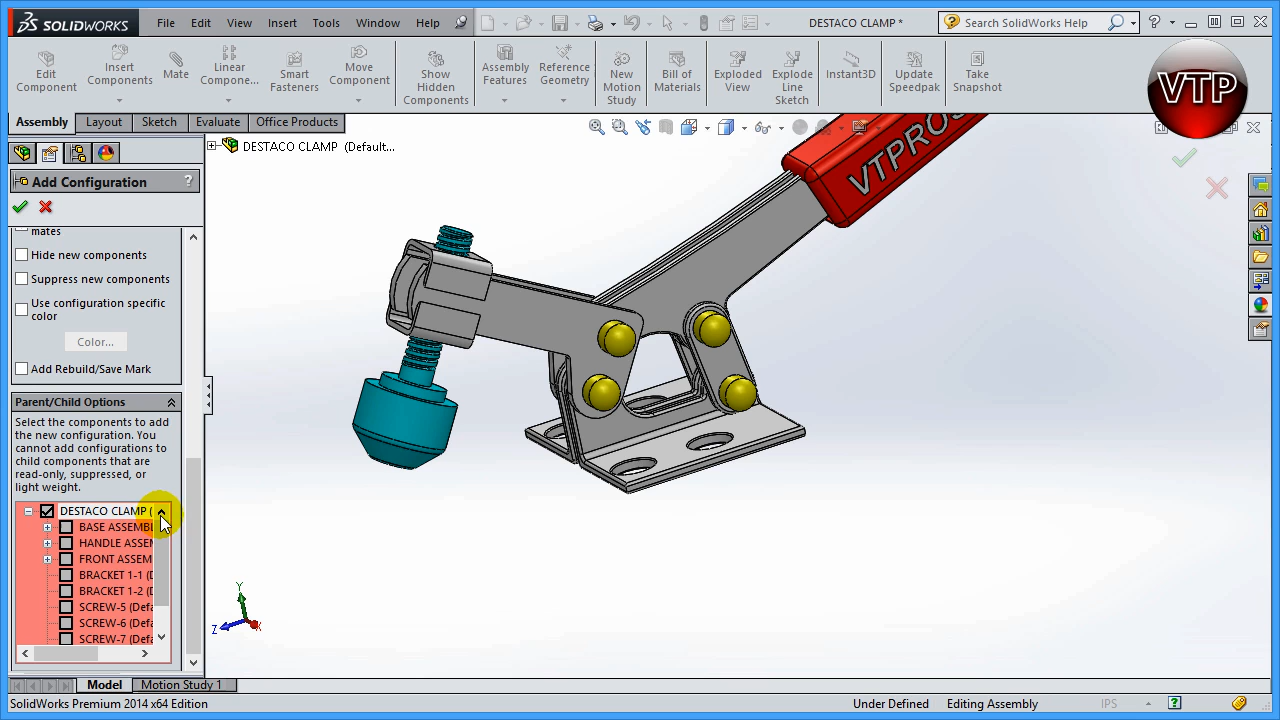 SOLIDWORKS File Edit View Insert Tools Window Help DESTACO CLAMP * Search SolidWorks Help
Edit Component
Insert Components
Mate
Linear Compone...
Smart Fasteners
Move Component
Show Hidden Components
Assembly Features
Reference Geometry
New Motion Study
Bill of Materials
Exploded View
Explode Line Sketch
Instant3D
Update Speedpak
Take Snapshot
VTP
Assembly Layout Sketch Evaluate Office Products
DESTACO CLAMP (Default...
VTPROS
Add Configuration ?
mates
Hide new components
Suppress new components
Use configuration specific
color
Color...
Add Rebuild/Save Mark
Parent/Child Options
Select the components to add
the new configuration. You
cannot add configurations to
child components that are
read-only, suppressed, or
light weight.
DESTACO CLAMP (
BASE ASSEMBL
HANDLE ASSEM
FRONT ASSEM
BRACKET 1-1 (D
BRACKET 1-2 (D
SCREW-5 (Defa
SCREW-6 (Defa
SCREW-7 (Defa
Y
Z
X
Model Motion Study 1
SolidWorks Premium 2014 x64 Edition Under Defined Editing Assembly IPS